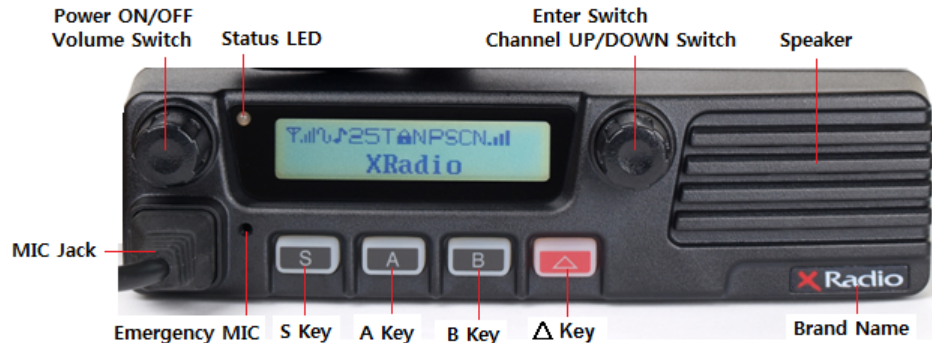 Power ON/OFF
Volume Switch
Status LED
Enter Switch
Channel UP/DOWN Switch
Speaker
25T NPSCN
XRadio
MIC Jack
S
A
B
X Radio
Emergency MIC
S Key
A Key
B Key
△ Key
Brand Name